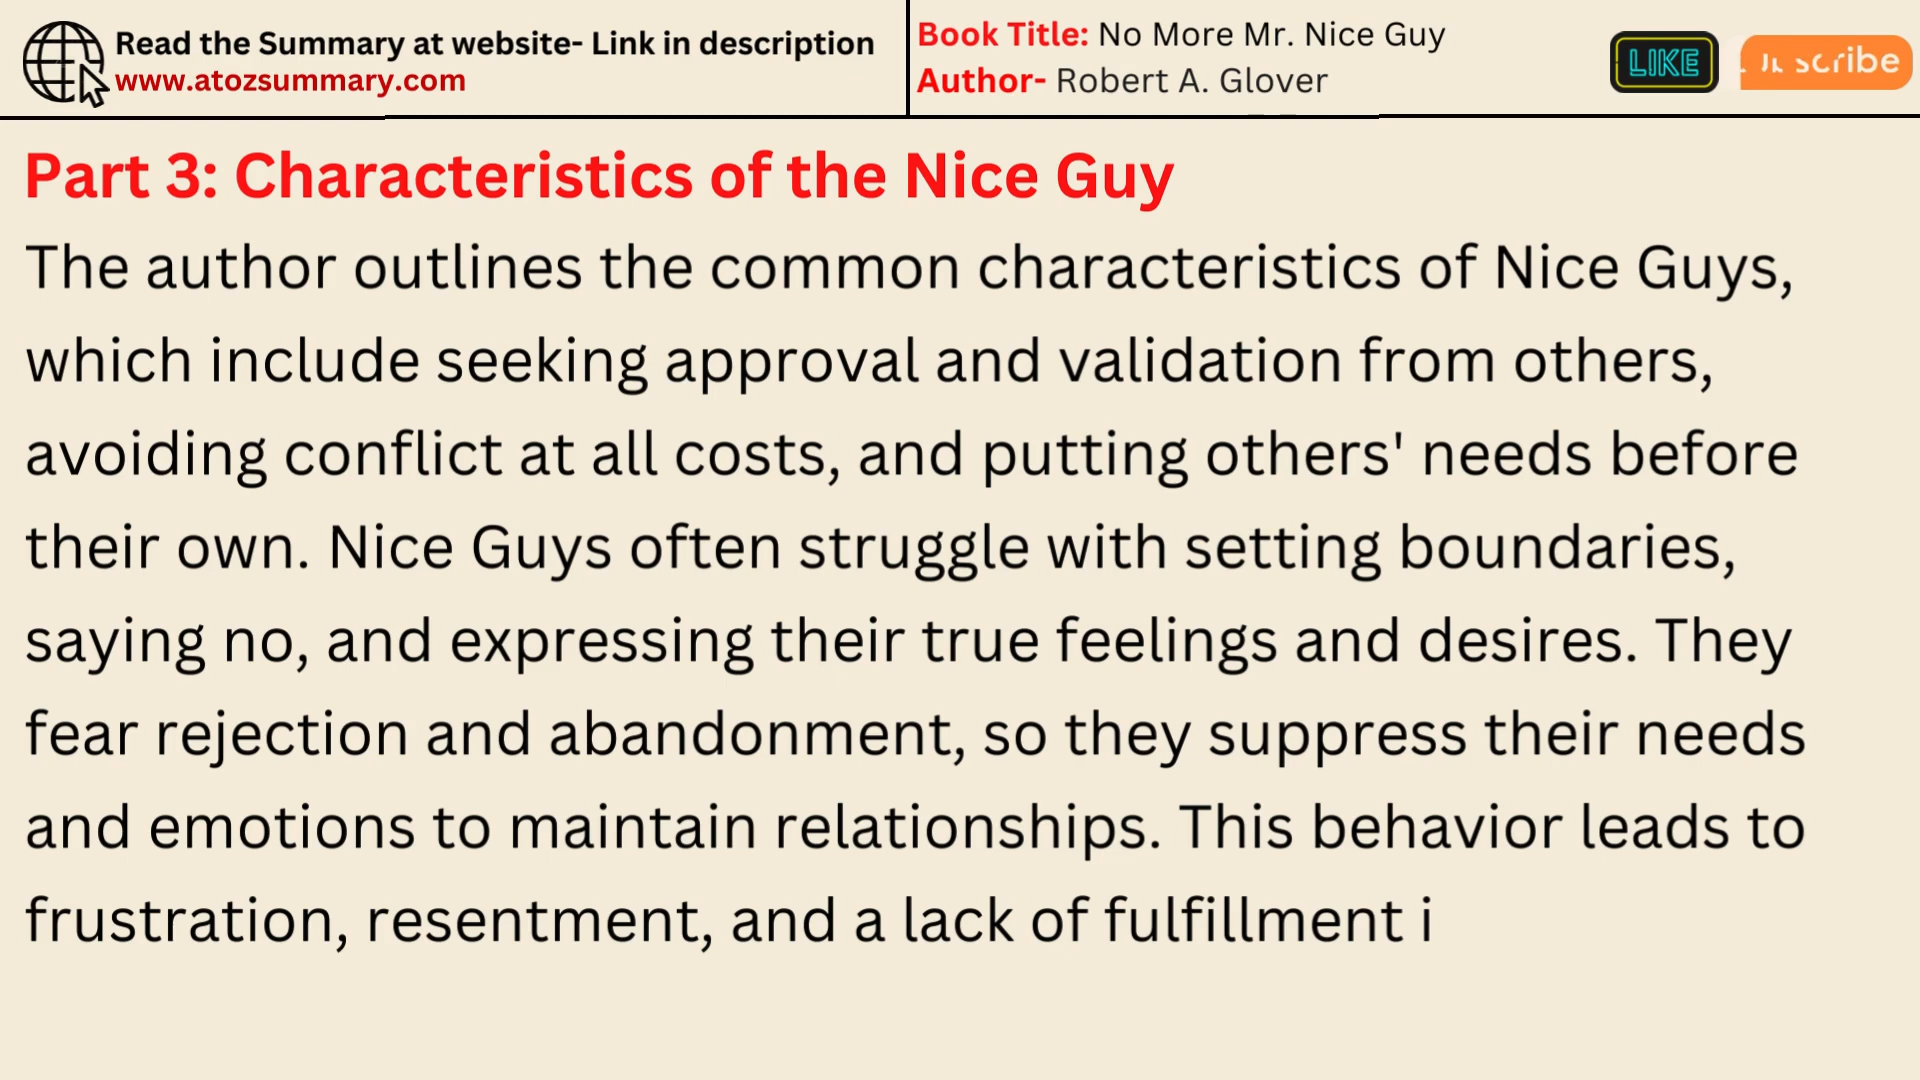 Read the Summary at website- Link in description
www.atozsummary.com
Book Title: No More Mr. Nice Guy
Author- Robert A. Glover
LIKE
Part 3: Characteristics of the Nice Guy
The author outlines the common characteristics of Nice Guys,
which include seeking approval and validation from others,
avoiding conflict at all costs, and putting others' needs before
their own. Nice Guys often struggle with setting boundaries,
saying no, and expressing their true feelings and desires. They
fear rejection and abandonment, so they suppress their needs
and emotions to maintain relationships. This behavior leads to
frustration, resentment, and a lack of fulfillment i